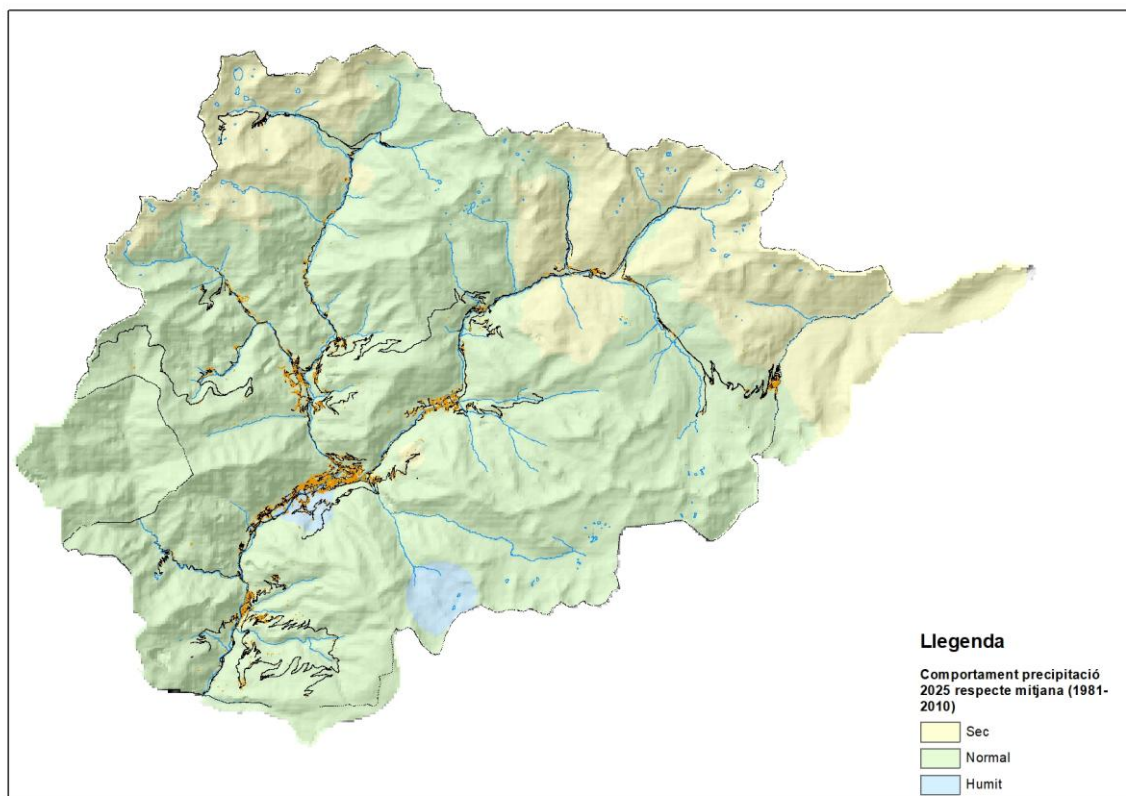 Llegenda
Comportament precipitació
2025 respecte mitjana (1981-
2010)
Sec
Normal
Humit